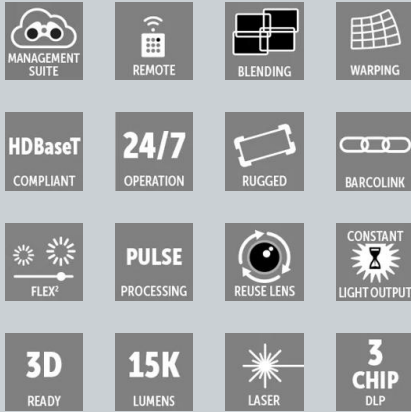 MANAGEMENT
SUITE
REMOTE
BLENDING
WARPING
HDBaseT
COMPLIANT
24/7
OPERATION
RUGGED
BARCOLINK
FLEX²
PULSE
PROCESSING
REUSE LENS
CONSTANT
LIGHT OUTPUT
3D
READY
15K
LUMENS
LASER
3
CHIP
DLP